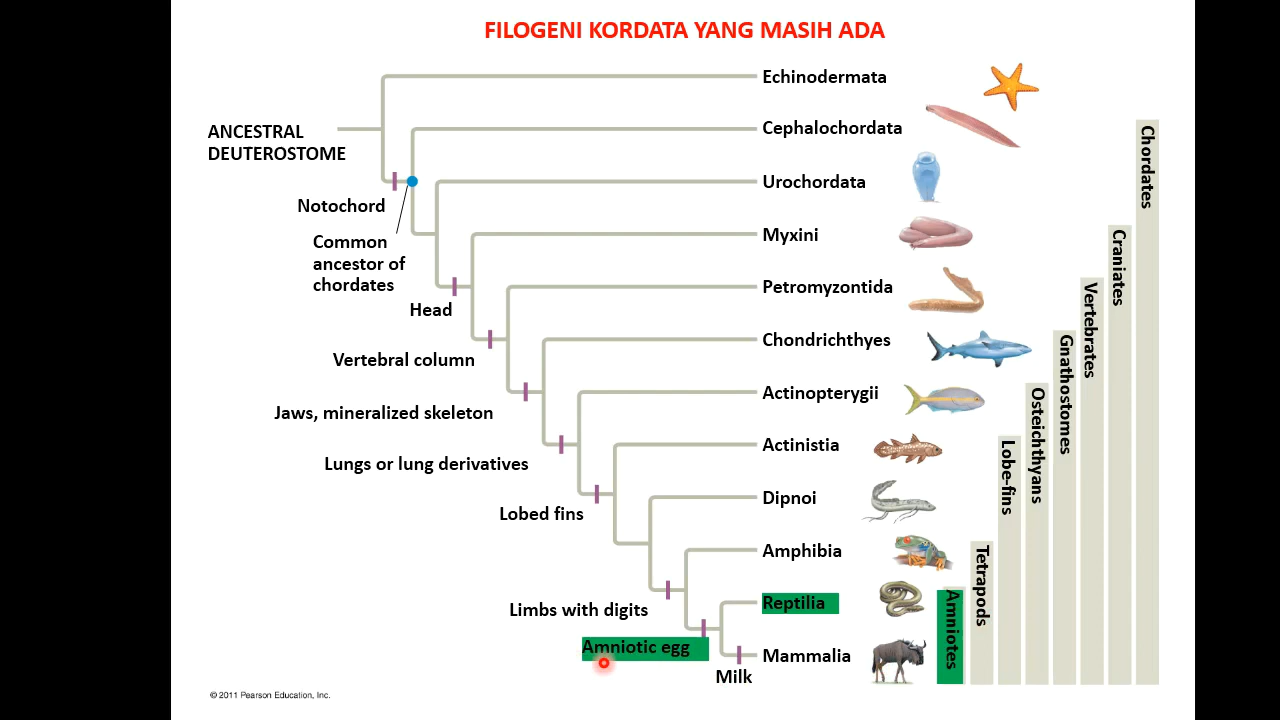 FILOGENI KORDATA YANG MASIH ADA
Echinodermata
ANCESTRAL
DEUTEROSTOME
Cephalochordata
Urochordata
Notochord
Common
ancestor of
chordates
Myxini
Head
Petromyzontida
Vertebral column
Chondrichthyes
Jaws, mineralized skeleton
Actinopterygii
Lungs or lung derivatives
Actinistia
Lobed fins
Dipnoi
Amphibia
Limbs with digits
Reptilia
Amniotic egg
Mammalia
Milk
Amniotes
Tetrapods
Lobe-fins
Osteichthyans
Gnathostomes
Vertebrates
Craniates
Chordates
© 2011 Pearson Education, Inc.